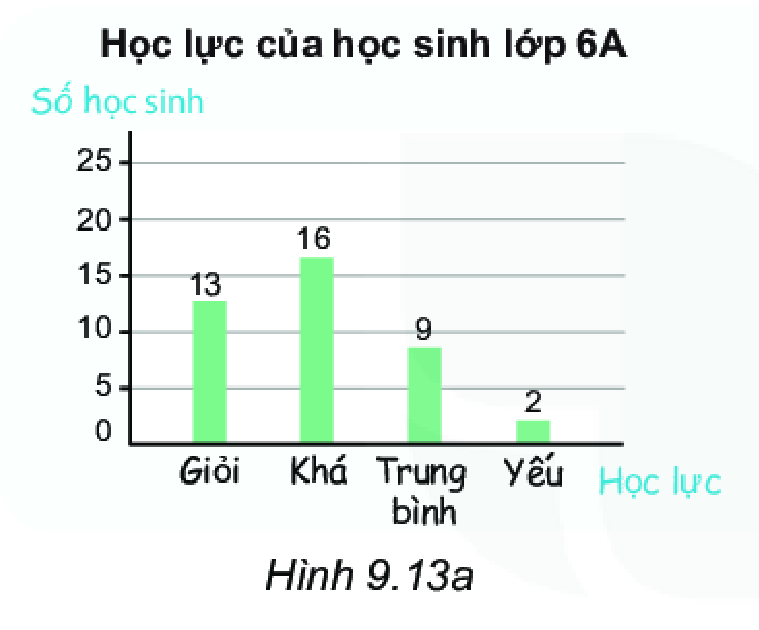 Học lực của học sinh lớp 6A
Số học sinh
25
20
15
10
5
0
13
16
9
2
Giỏi Khá Trung bình Yếu
Học lực
Hình 9.13a